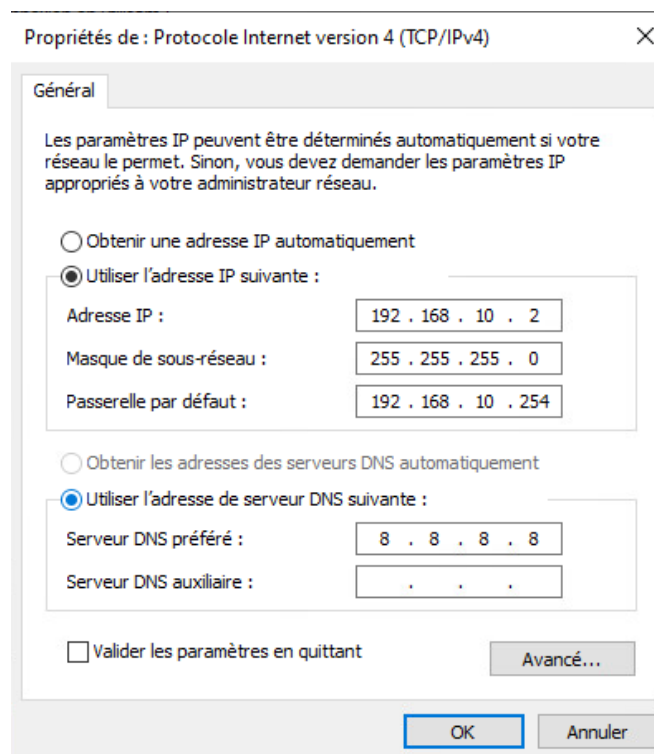 Propriétés de : Protocole Internet version 4 (TCP/IPv4)
Général
Les paramètres IP peuvent être déterminés automatiquement si votre
réseau le permet. Sinon, vous devez demander les paramètres IP
appropriés à votre administrateur réseau.
Obtenir une adresse IP automatiquement
Utiliser l'adresse IP suivante :
Adresse IP : 192 . 168 . 10 . 2
Masque de sous-réseau : 255 . 255 . 255 . 0
Passerelle par défaut : 192 . 168 . 10 . 254
Obtenir les adresses des serveurs DNS automatiquement
Utiliser l'adresse de serveur DNS suivante :
Serveur DNS préféré : 8 . 8 . 8 . 8
Serveur DNS auxiliaire : . . .
Valider les paramètres en quittant
Avancé...
OK Annuler